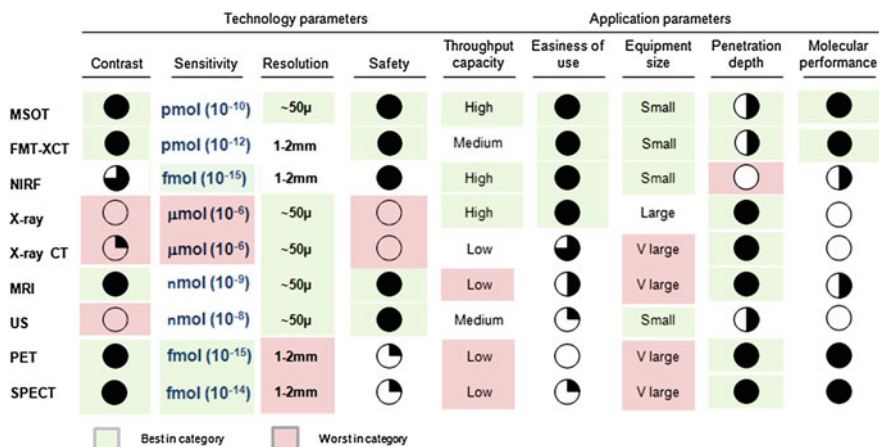 Technology parameters Application parameters
Contrast Sensitivity Resolution Safety Throughput capacity Easiness of use Equipment size Penetration depth Molecular performance
MSOT pmol (10⁻¹⁰) ~50µ High Small
FMT-XCT pmol (10⁻¹²) 1-2mm Medium Small
NIRF fmol (10⁻¹⁵) 1-2mm High Small
X-ray µmol (10⁻⁶) ~50µ High Large
X-ray CT µmol (10⁻⁶) ~50µ Low V large
MRI nmol (10⁻⁹) ~50µ Low V large
US nmol (10⁻⁸) ~50µ Medium Small
PET fmol (10⁻¹⁵) 1-2mm Low V large
SPECT fmol (10⁻¹⁴) 1-2mm Low V large
Best in category Worst in category